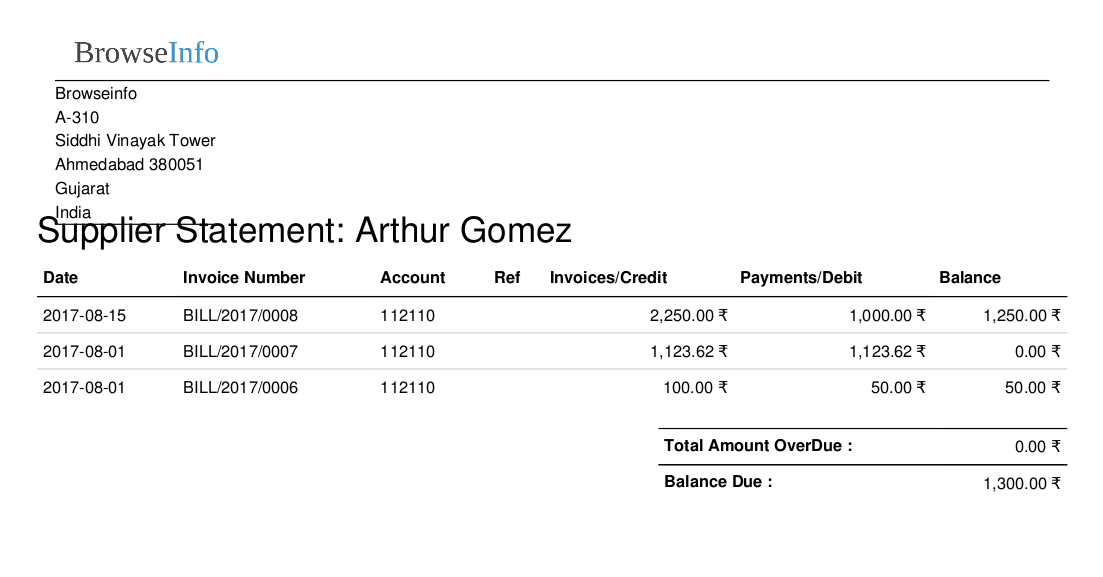 BrowseInfo
Browseinfo
A-310
Siddhi Vinayak Tower
Ahmedabad 380051
Gujarat
India
Supplier Statement: Arthur Gomez
Date Invoice Number Account Ref Invoices/Credit Payments/Debit Balance
2017-08-15 BILL/2017/0008 112110 2,250.00 ₹ 1,000.00 ₹ 1,250.00 ₹
2017-08-01 BILL/2017/0007 112110 1,123.62 ₹ 1,123.62 ₹ 0.00 ₹
2017-08-01 BILL/2017/0006 112110 100.00 ₹ 50.00 ₹ 50.00 ₹
Total Amount OverDue : 0.00 ₹
Balance Due : 1,300.00 ₹